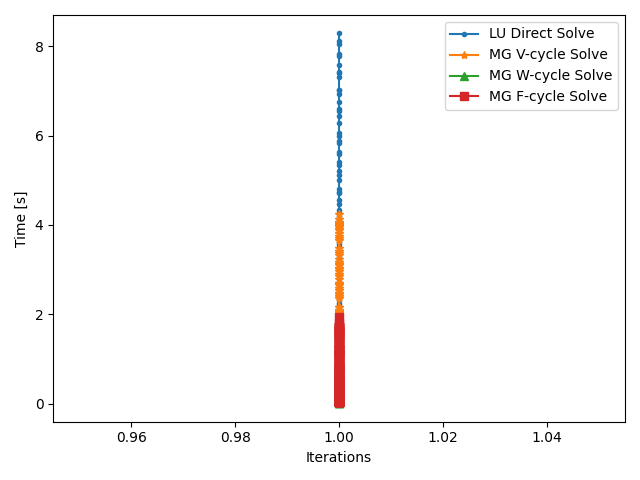 LU Direct Solve
MG V-cycle Solve
MG W-cycle Solve
MG F-cycle Solve
8
6
4
2
0
Time [s]
0.96 0.98 1.00 1.02 1.04
Iterations